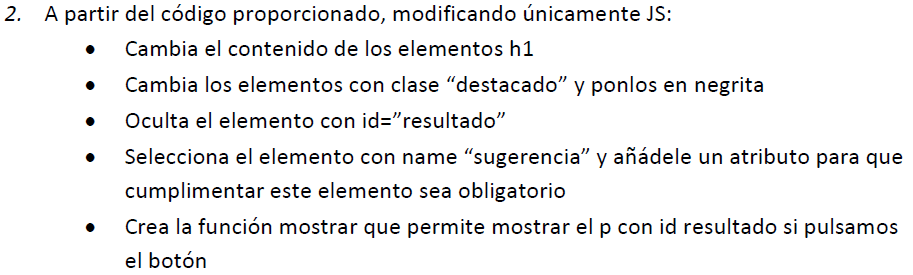 2. A partir del código proporcionado, modificando únicamente JS:
• Cambia el contenido de los elementos h1
• Cambia los elementos con clase “destacado” y ponlos en negrita
• Oculta el elemento con id=”resultado”
• Selecciona el elemento con name “sugerencia” y añádele un atributo para que
cumplimentar este elemento sea obligatorio
• Crea la función mostrar que permite mostrar el p con id resultado si pulsamos
el botón